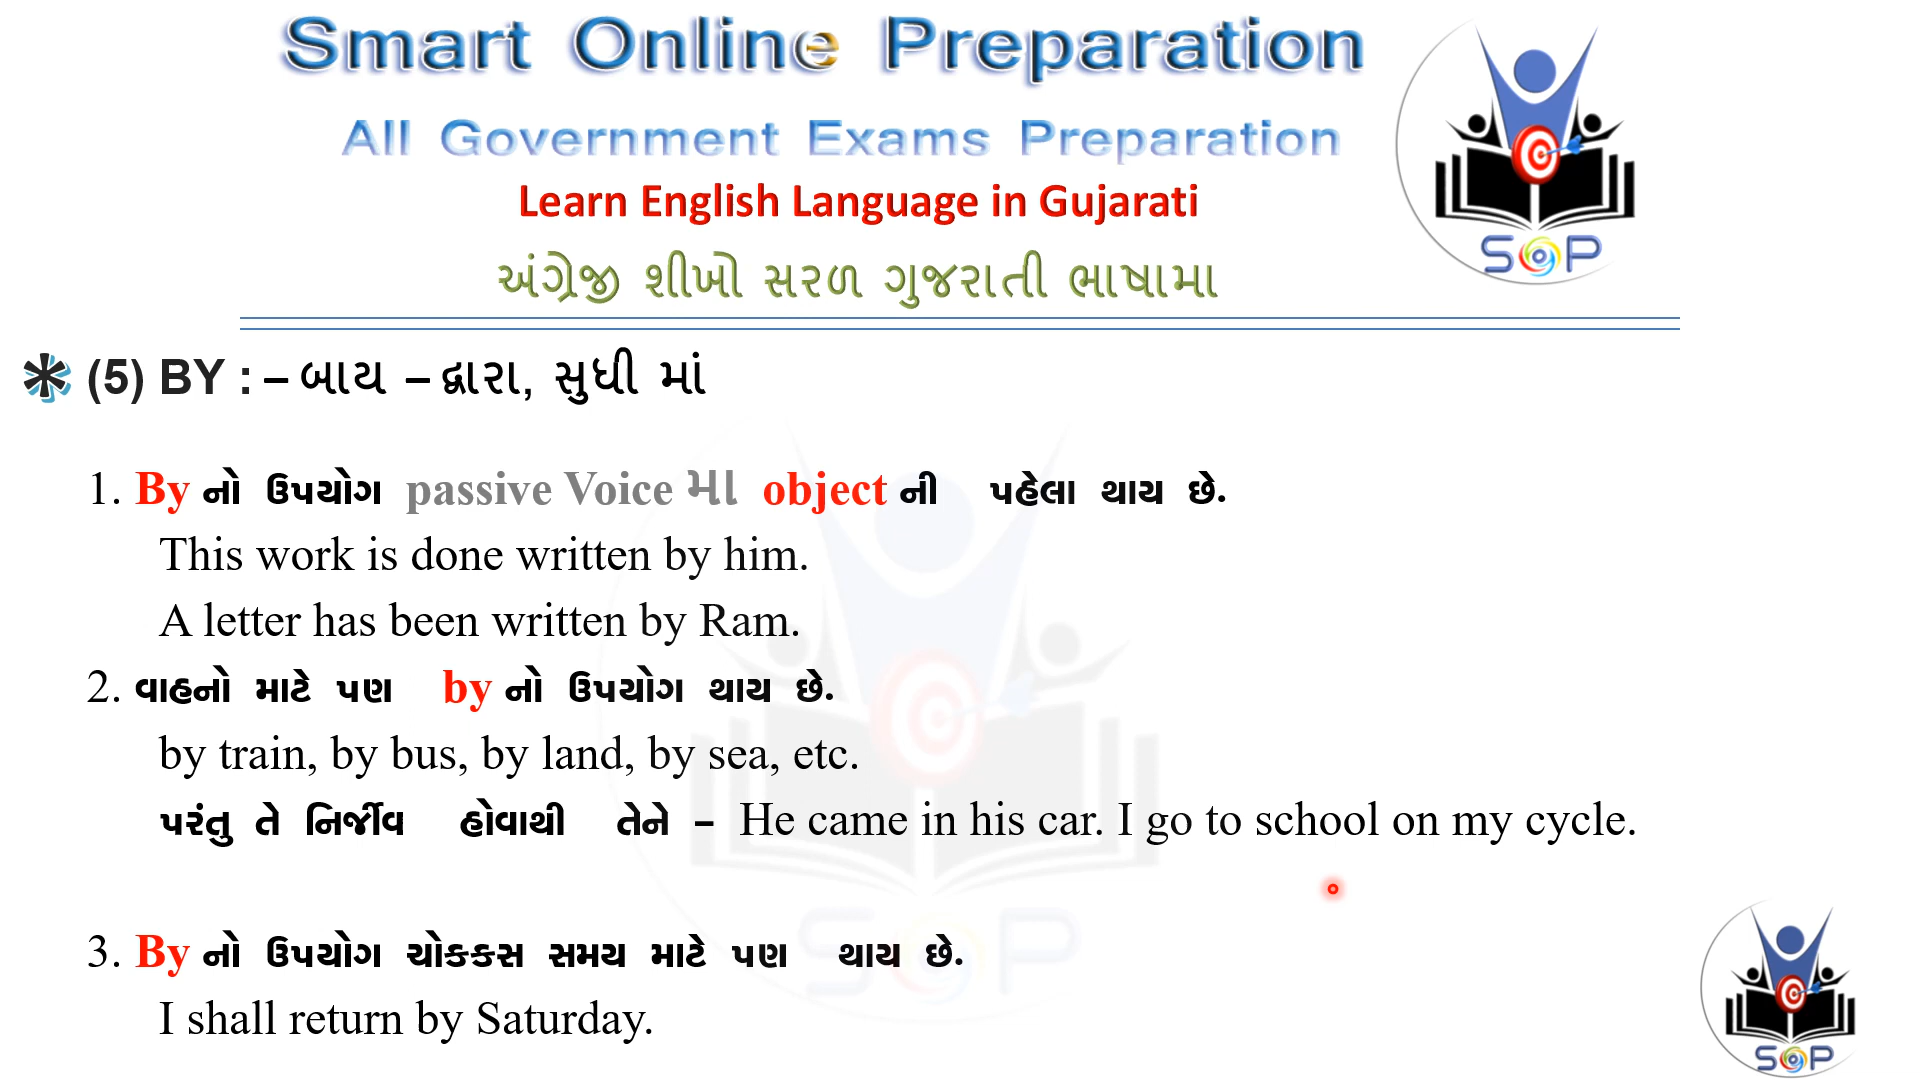 Smart Online Preparation
All Government Exams Preparation
Learn English Language in Gujarati
અંગ્રેજી શીખો સરળ ગુજરાતી ભાષામા
SOP
(5) BY : – બાય – દ્વારા, સુધી માં
1. By નો ઉપયોગ passive Voice મા object ની પહેલા થાય છે.
This work is done written by him.
A letter has been written by Ram.
2. વાહનો માટે પણ by નો ઉપયોગ થાય છે.
by train, by bus, by land, by sea, etc.
પરંતુ તે નિર્જીવ હોવાથી તેને – He came in his car. I go to school on my cycle.
3. By નો ઉપયોગ ચોકકસ સમય માટે પણ થાય છે.
I shall return by Saturday.
SOP
SOP